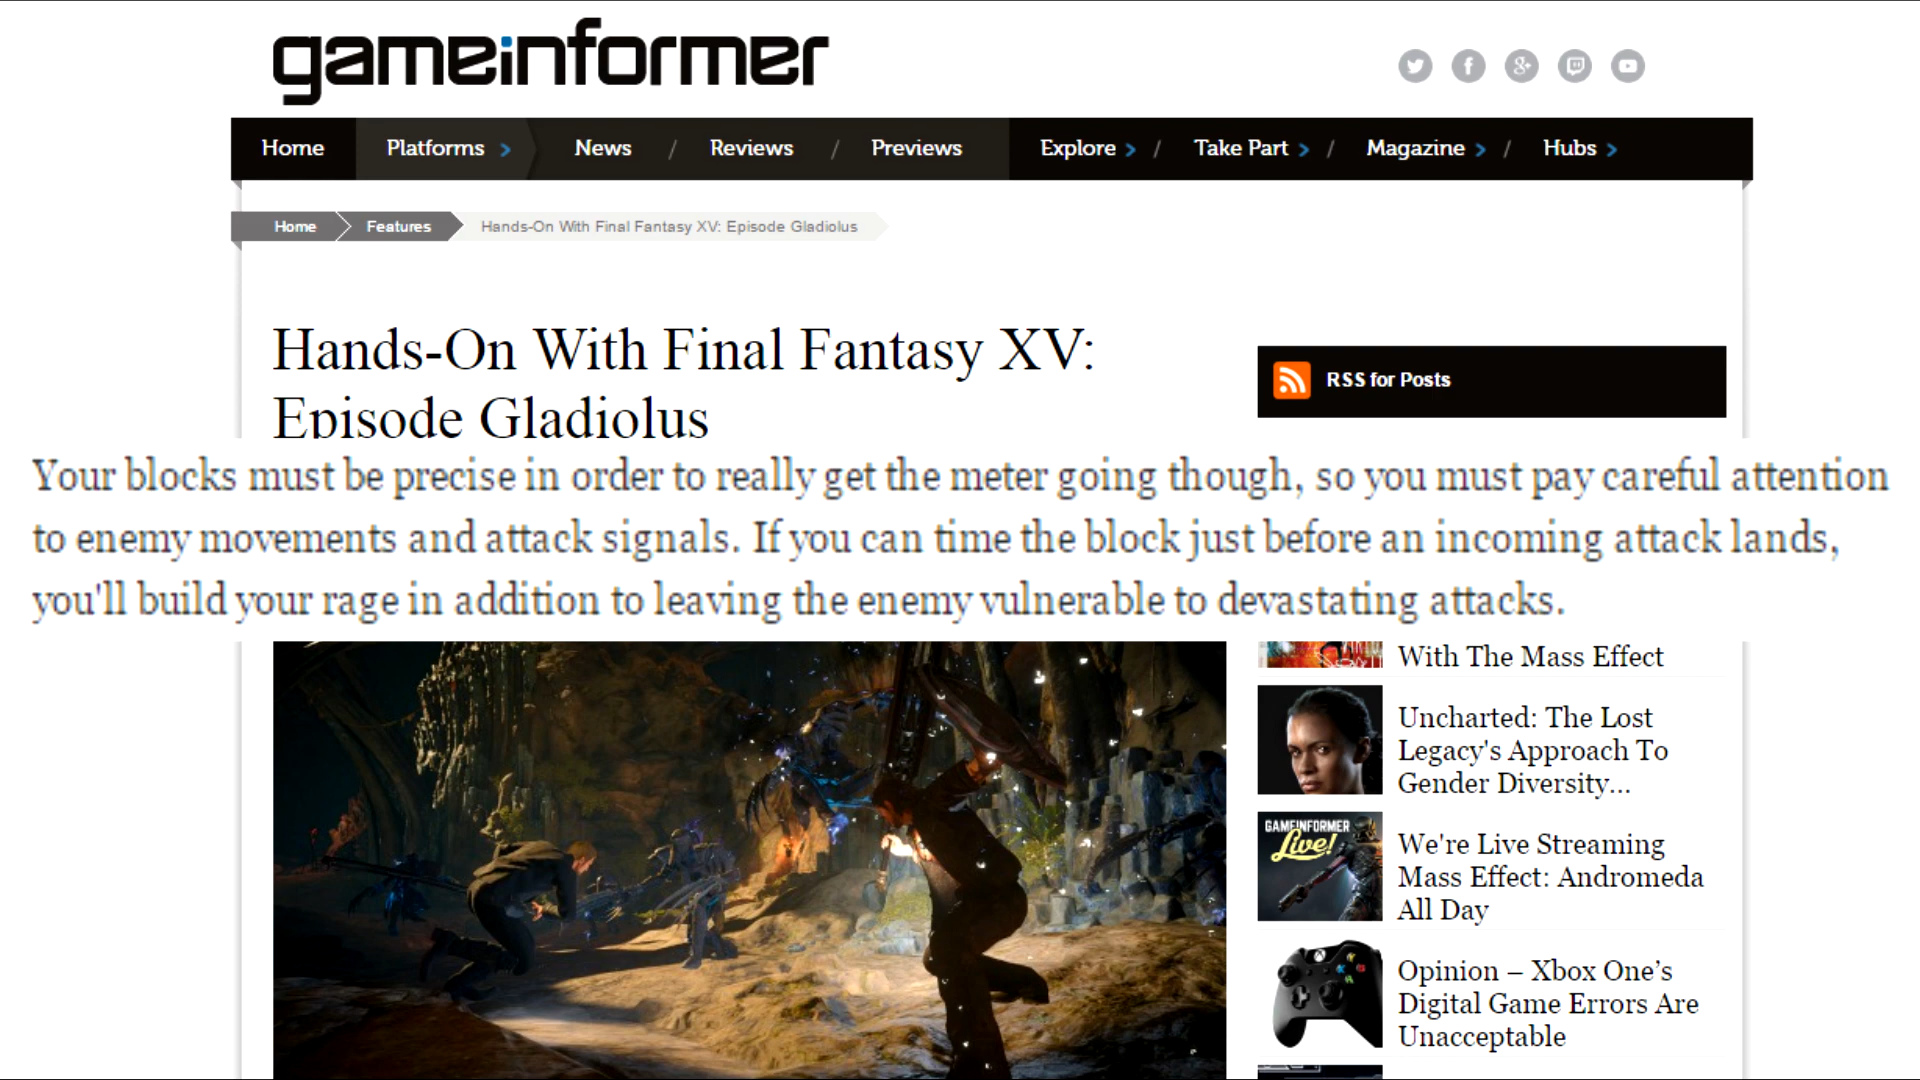 gameinformer
Home
Platforms
News / Reviews / Previews
Explore / Take Part / Magazine / Hubs
Home
Features
Hands-On With Final Fantasy XV: Episode Gladiolus
Hands-On With Final Fantasy XV:
Episode Gladiolus
RSS for Posts
Your blocks must be precise in order to really get the meter going though, so you must pay careful attention
to enemy movements and attack signals. If you can time the block just before an incoming attack lands,
you'll build your rage in addition to leaving the enemy vulnerable to devastating attacks.
With The Mass Effect
Uncharted: The Lost
Legacy's Approach To
Gender Diversity...
GAMEINFORMER
Live!
We're Live Streaming
Mass Effect: Andromeda
All Day
Opinion – Xbox One's
Digital Game Errors Are
Unacceptable